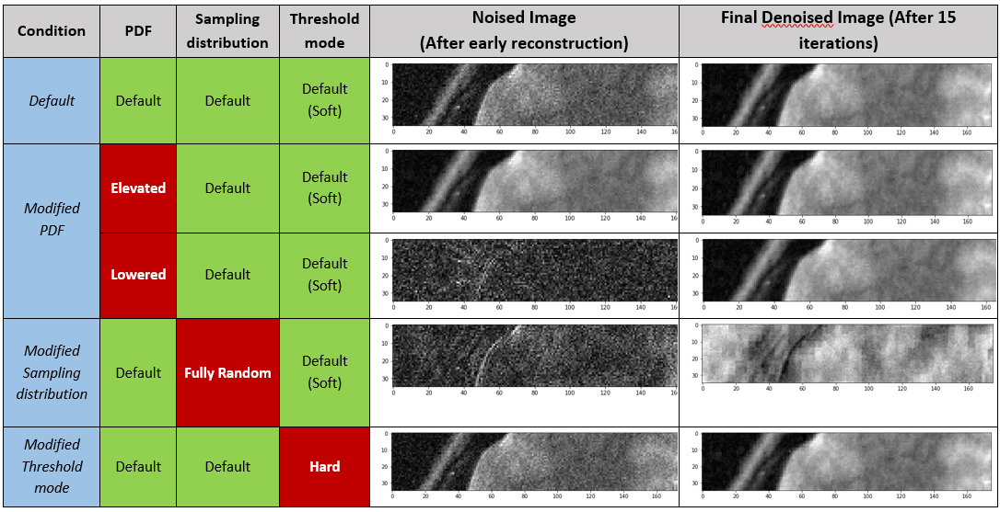 Condition
PDF
Sampling
distribution
Threshold
mode
Noised Image
(After early reconstruction)
Final Denoised Image (After 15
iterations)
Default
Default
Default
Default
(Soft)
0
10
20
30
0 20 40 60 80 100 120 140 16
0
10
20
30
0 20 40 60 80 100 120 140 160
Modified
PDF
Elevated
Default
Default
(Soft)
0
10
20
30
0 20 40 60 80 100 120 140 16
0
10
20
30
0 20 40 60 80 100 120 140 160
Lowered
Default
Default
(Soft)
0
10
20
30
0 20 40 60 80 100 120 140 160
0
10
20
30
0 20 40 60 80 100 120 140 160
Modified
Sampling
distribution
Default
Fully Random
Default
(Soft)
0
10
20
30
0 20 40 60 80 100 120 140 160
0
10
20
30
0 20 40 60 80 100 120 140 160
Modified
Threshold
mode
Default
Default
Hard
0
10
20
30
0 20 40 60 80 100 120 140 160
0
10
20
30
0 20 40 60 80 100 120 140 160